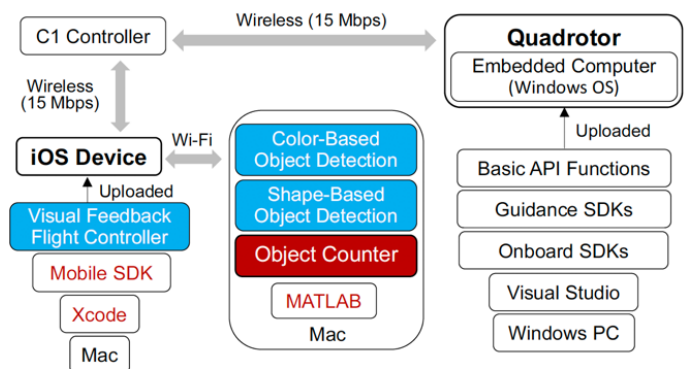 Wireless (15 Mbps)
C1 Controller
Quadrotor
Embedded Computer
(Windows OS)
Wireless
(15 Mbps)
Uploaded
iOS Device
Wi-Fi
Uploaded
Visual Feedback
Flight Controller
Mobile SDK
Xcode
Mac
Color-Based
Object Detection
Shape-Based
Object Detection
Object Counter
MATLAB
Mac
Basic API Functions
Guidance SDKs
Onboard SDKs
Visual Studio
Windows PC